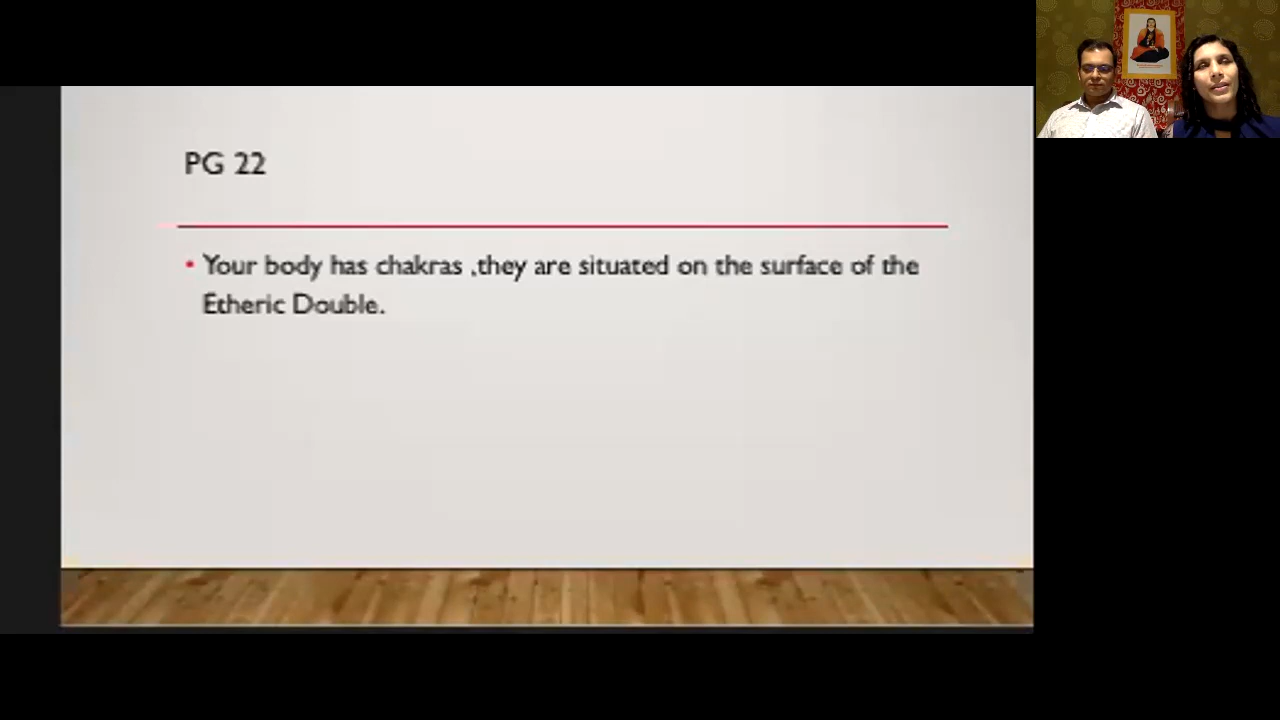 PG 22
• Your body has chakras ,they are situated on the surface of the
Etheric Double.